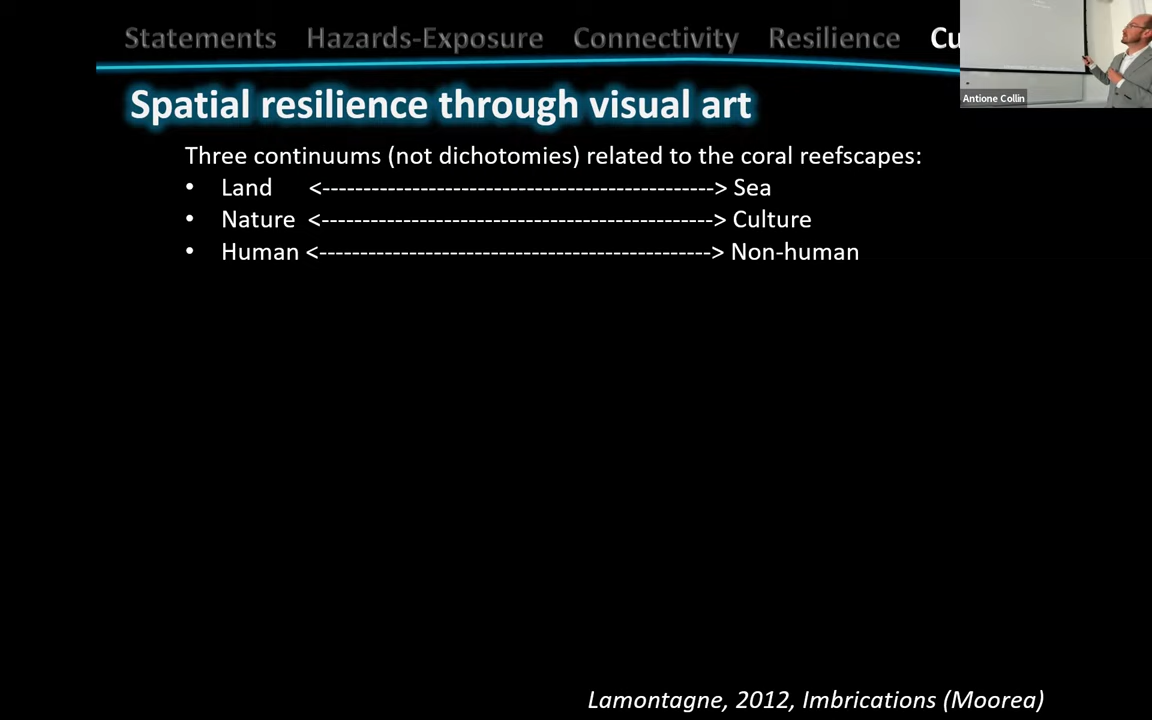 Statements Hazards-Exposure Connectivity Resilience Cu
Antione Collin
Spatial resilience through visual art
Three continuums (not dichotomies) related to the coral reefscapes:
• Land <------------------------------------------------> Sea
• Nature <------------------------------------------------> Culture
• Human <------------------------------------------------> Non-human
Lamontagne, 2012, Imbrications (Moorea)